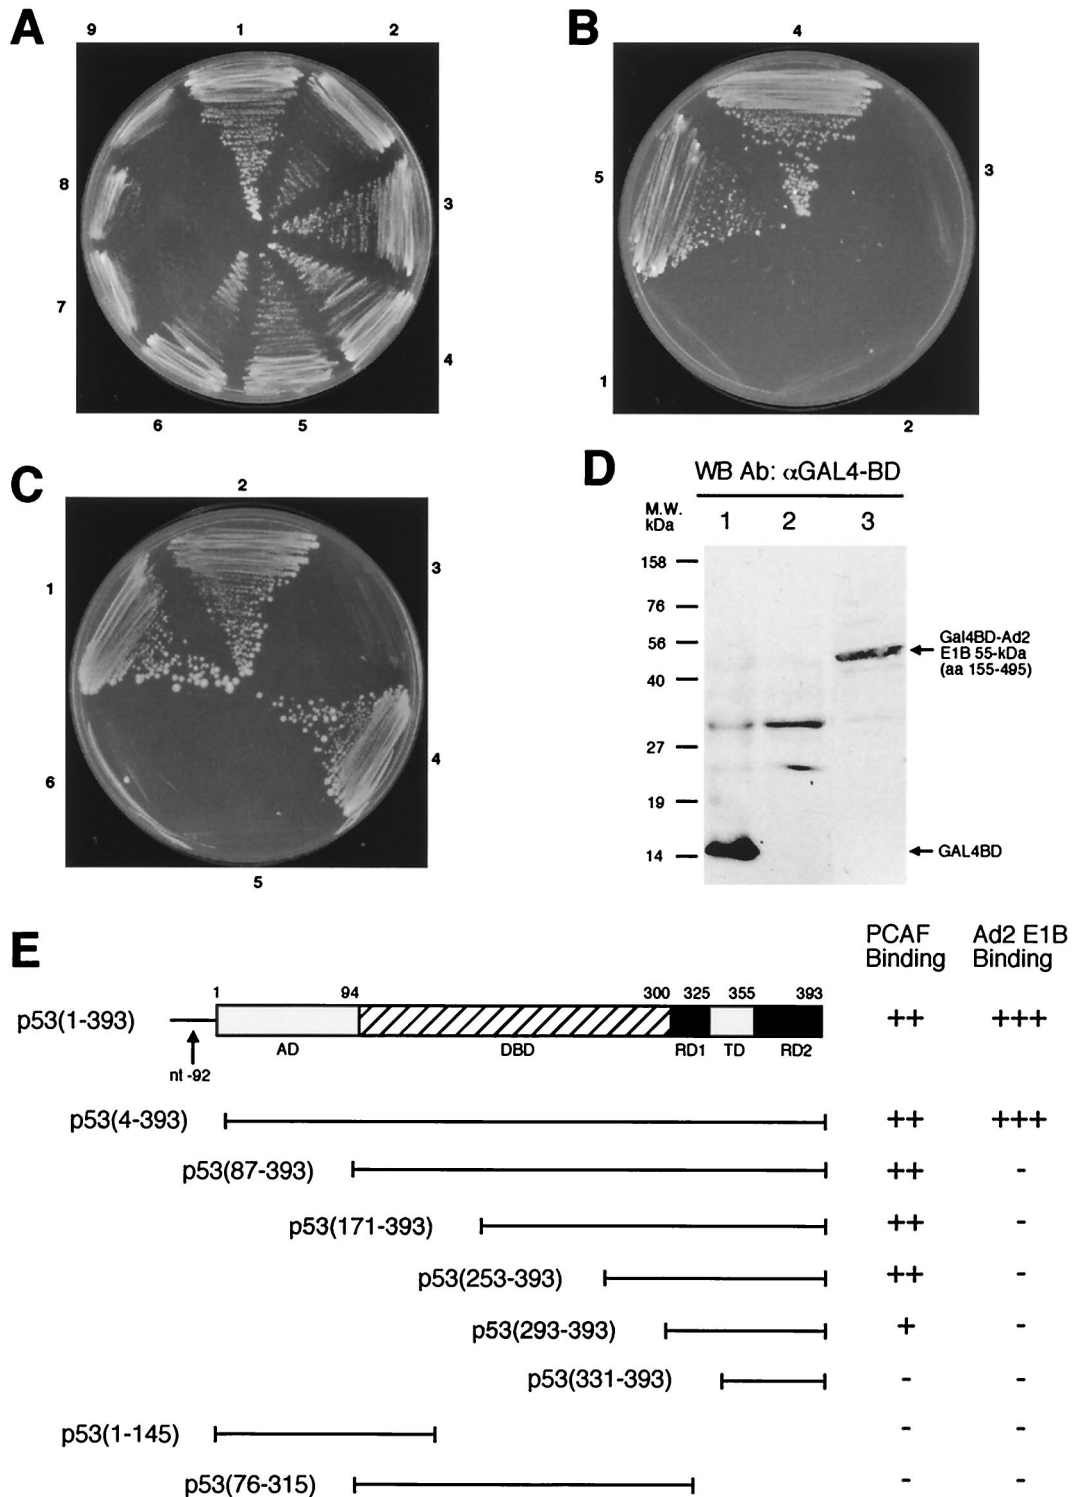 A
9 1 2
8
3
7
4
6 5
B
4
5
3
1
2
C
2
1
3
6
4
5
D
WB Ab: αGAL4-BD
M.W.
kDa
1 2 3
158
76
56
40
27
19
14
Gal4BD-Ad2
E1B 55-kDa
(aa 155-495)
GAL4BD
E
PCAF
Binding
Ad2 E1B
Binding
1 94 300 325 355 393
p53(1-393) ++ +++
AD DBD RD1 TD RD2
nt -92
p53(4-393) ++ +++
p53(87-393) ++ -
p53(171-393) ++ -
p53(253-393) ++ -
p53(293-393) + -
p53(331-393) - -
p53(1-145) - -
p53(76-315) - -